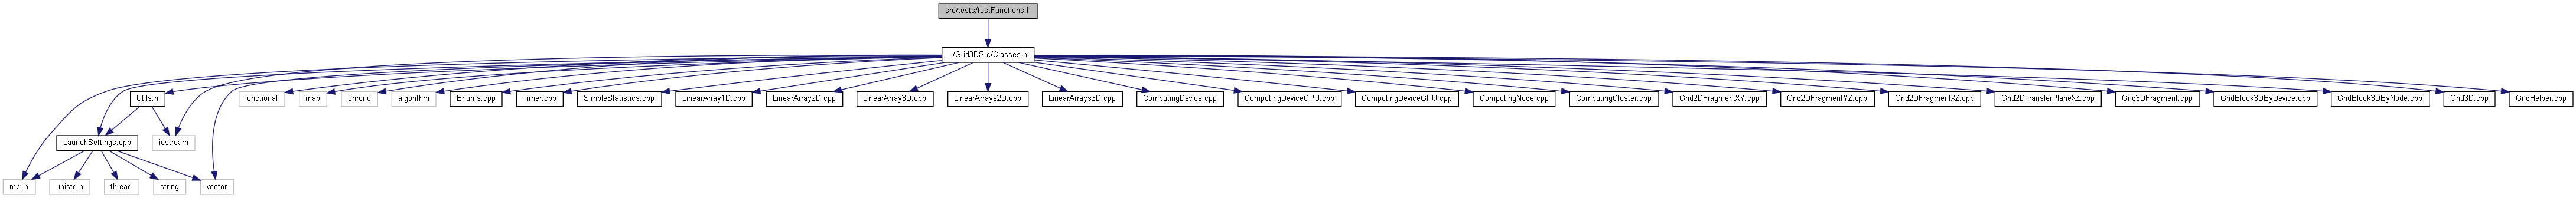 src/tests/testFunctions.h
../Grid3DSrc/Classes.h
Utils.h
functional
map
chrono
algorithm
Enums.cpp
Timer.cpp
SimpleStatistics.cpp
LinearArray1D.cpp
LinearArray2D.cpp
LinearArray3D.cpp
LinearArrays2D.cpp
LinearArrays3D.cpp
ComputingDevice.cpp
ComputingDeviceCPU.cpp
ComputingDeviceGPU.cpp
ComputingNode.cpp
ComputingCluster.cpp
Grid2DFragmentXY.cpp
Grid2DFragmentYZ.cpp
Grid2DFragmentXZ.cpp
Grid2DTransferPlaneXZ.cpp
Grid3DFragment.cpp
GridBlock3DByDevice.cpp
GridBlock3DByNode.cpp
Grid3D.cpp
GridHelper.cpp
LaunchSettings.cpp
iostream
mpi.h
unistd.h
thread
string
vector